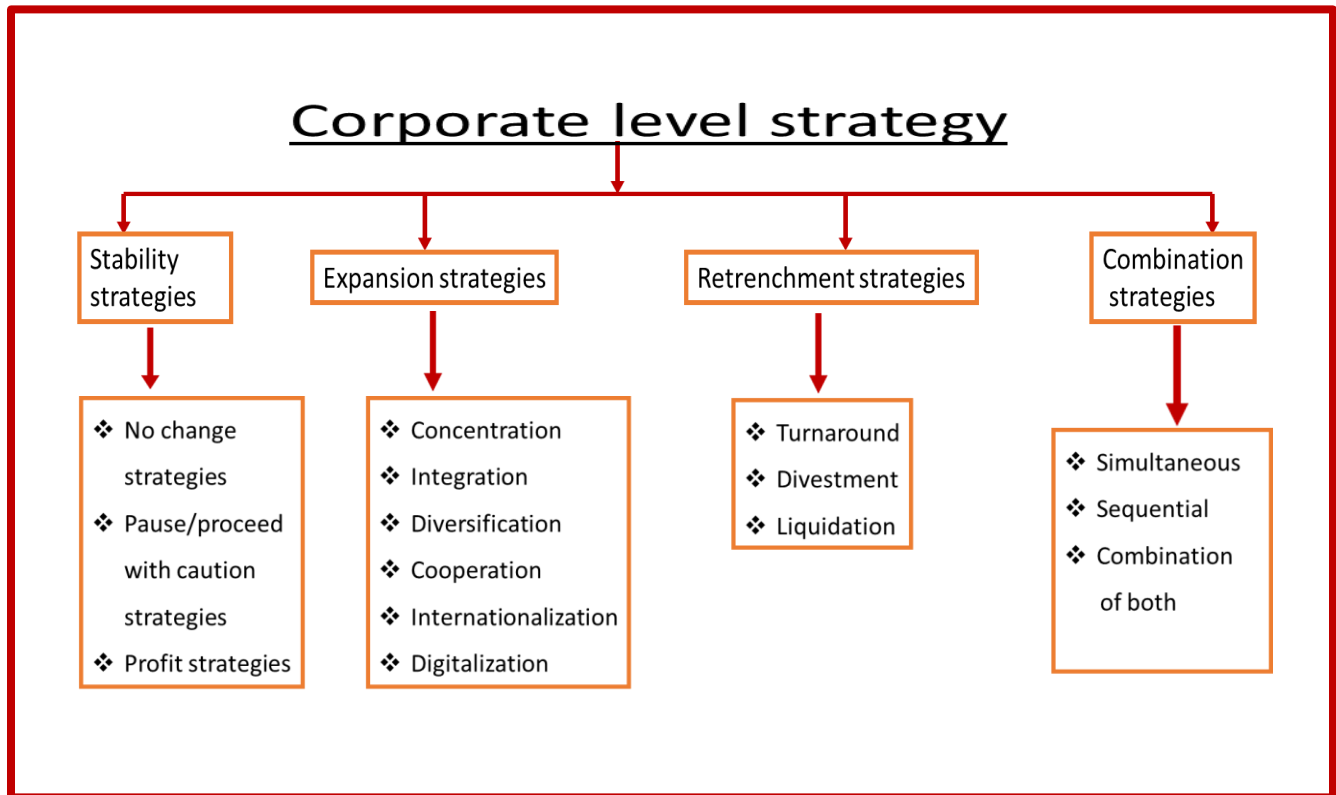 Corporate level strategy
Stability
strategies
Expansion strategies
Retrenchment strategies
Combination
strategies
❖ No change
strategies
❖ Pause/proceed
with caution
strategies
❖ Profit strategies
❖ Concentration
❖ Integration
❖ Diversification
❖ Cooperation
❖ Internationalization
❖ Digitalization
❖ Turnaround
❖ Divestment
❖ Liquidation
❖ Simultaneous
❖ Sequential
❖ Combination
of both